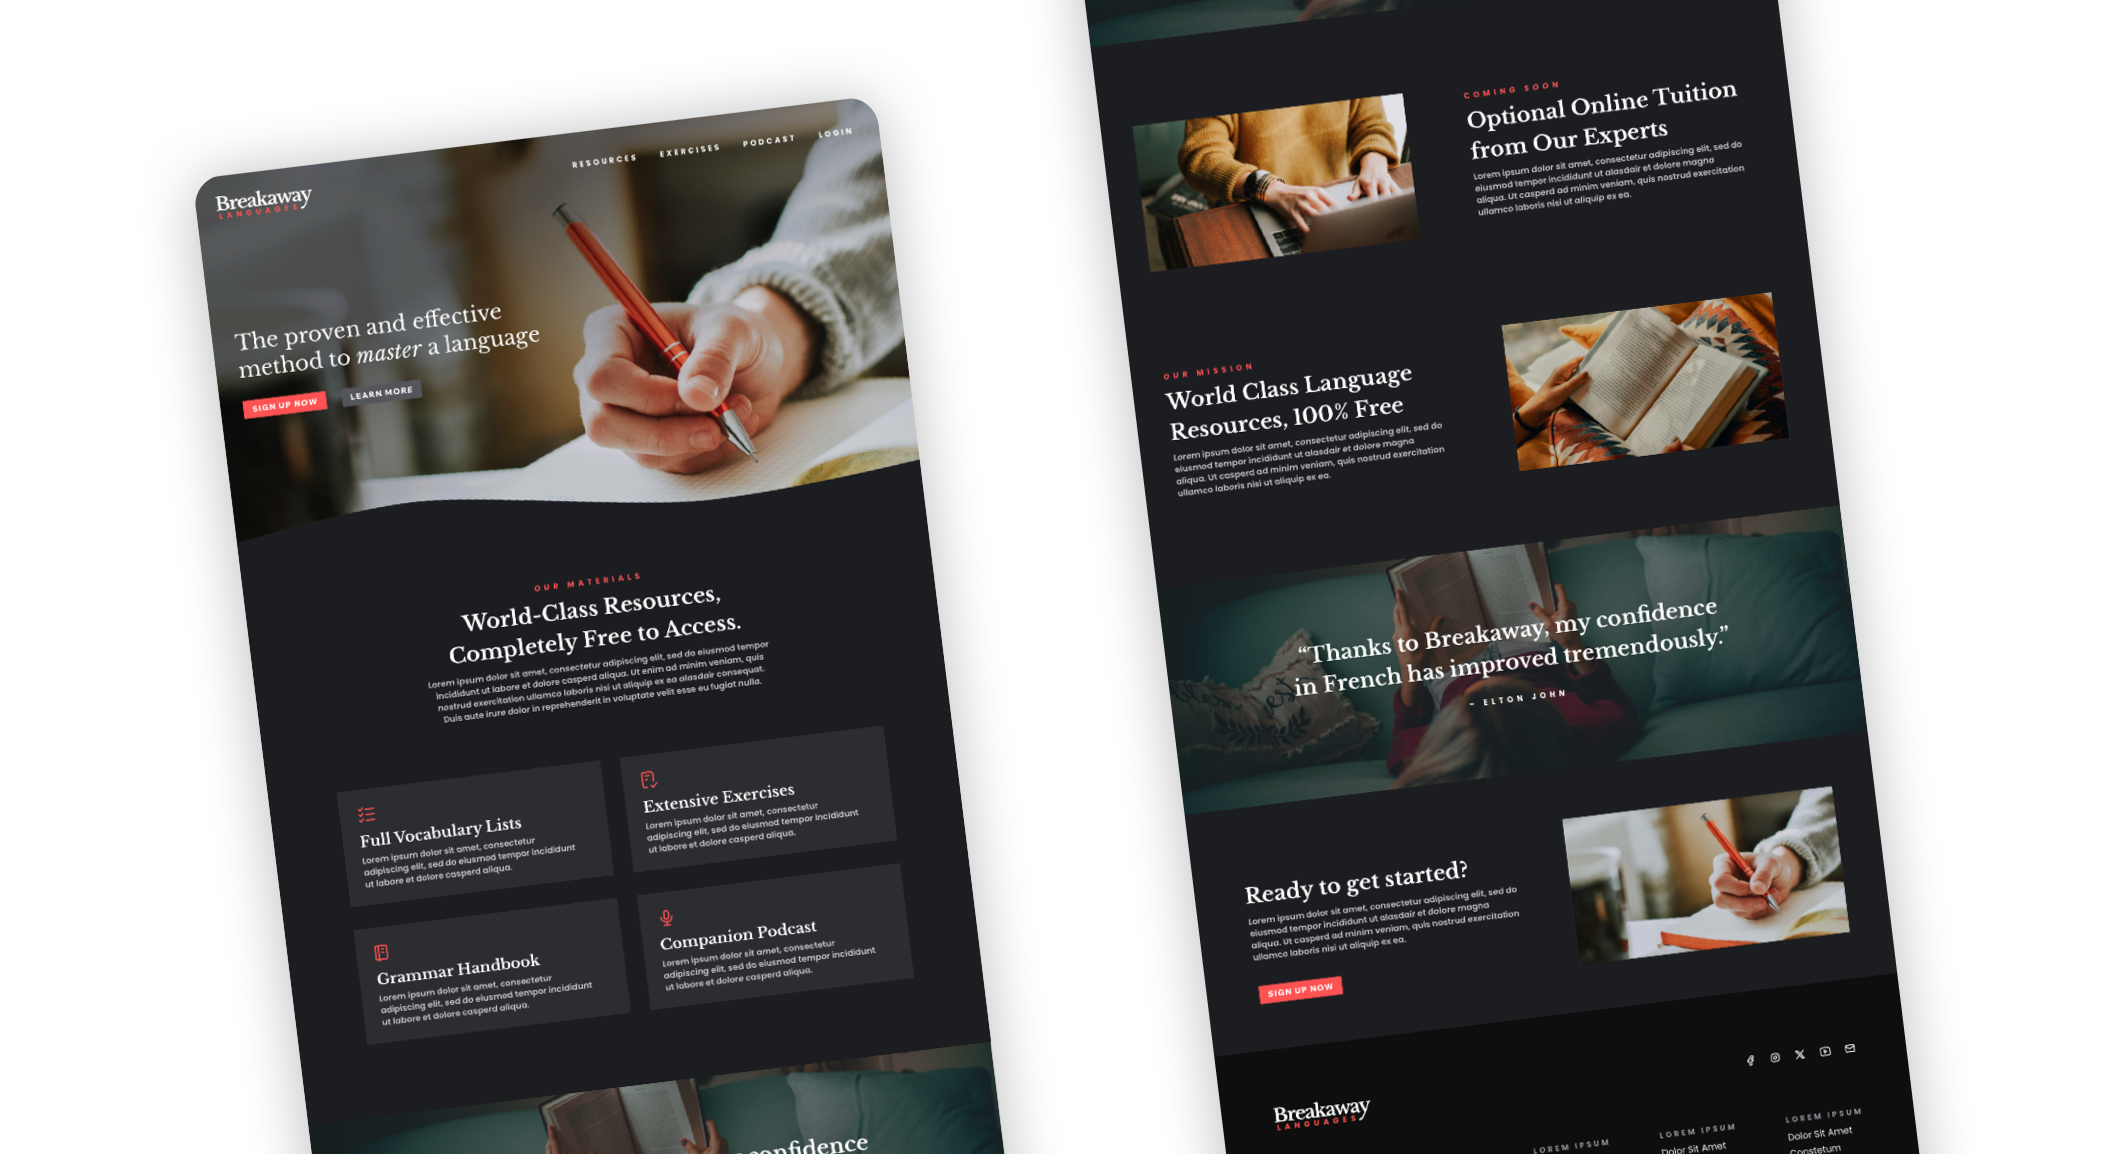 Breakaway
LANGUAGES
RESOURCES
EXERCISES
PODCAST
LOGIN
The proven and effective
method to master a language
SIGN UP NOW
LEARN MORE
OUR MATERIALS
World-Class Resources,
Completely Free to Access.
Lorem ipsum dolor sit amet, consectetur adipiscing elit, sed do eiusmod tempor
incididunt ut labore et dolore casperd aliqua. Ut enim ad minim veniam, quis
nostrud exercitation ullamco laboris nisi ut aliquip ex ea alasdair consequat.
Duis aute irure dolor in reprehenderit in voluptate velit esse eu fugiat nulla.
Full Vocabulary Lists
Lorem ipsum dolor sit amet, consectetur
adipiscing elit, sed do eiusmod tempor incididunt
ut labore et dolore casperd aliqua.
Extensive Exercises
Lorem ipsum dolor sit amet, consectetur
adipiscing elit, sed do eiusmod tempor incididunt
ut labore et dolore casperd aliqua.
Grammar Handbook
Lorem ipsum dolor sit amet, consectetur
adipiscing elit, sed do eiusmod tempor incididunt
ut labore et dolore casperd aliqua.
Companion Podcast
Lorem ipsum dolor sit amet, consectetur
adipiscing elit, sed do eiusmod tempor incididunt
ut labore et dolore casperd aliqua.
confidence
COMING SOON
Optional Online Tuition
from Our Experts
Lorem ipsum dolor sit amet, consectetur adipiscing elit, sed do
eiusmod tempor incididunt ut alasdair et dolore magna
aliqua. Ut casperd ad minim veniam, quis nostrud exercitation
ullamco laboris nisi ut aliquip ex ea.
OUR MISSION
World Class Language
Resources, 100% Free
Lorem ipsum dolor sit amet, consectetur adipiscing elit, sed do
eiusmod tempor incididunt ut alasdair et dolore magna
aliqua. Ut casperd ad minim veniam, quis nostrud exercitation
ullamco laboris nisi ut aliquip ex ea.
“Thanks to Breakaway, my confidence
in French has improved tremendously.”
– ELTON JOHN
Ready to get started?
Lorem ipsum dolor sit amet, consectetur adipiscing elit, sed do
eiusmod tempor incididunt ut alasdair et dolore magna
aliqua. Ut casperd ad minim veniam, quis nostrud exercitation
ullamco laboris nisi ut aliquip ex ea.
SIGN UP NOW
Breakaway
LANGUAGES
LOREM IPSUM
LOREM IPSUM
Dolor Sit Amet
LOREM IPSUM
Dolor Sit Amet
Constetum